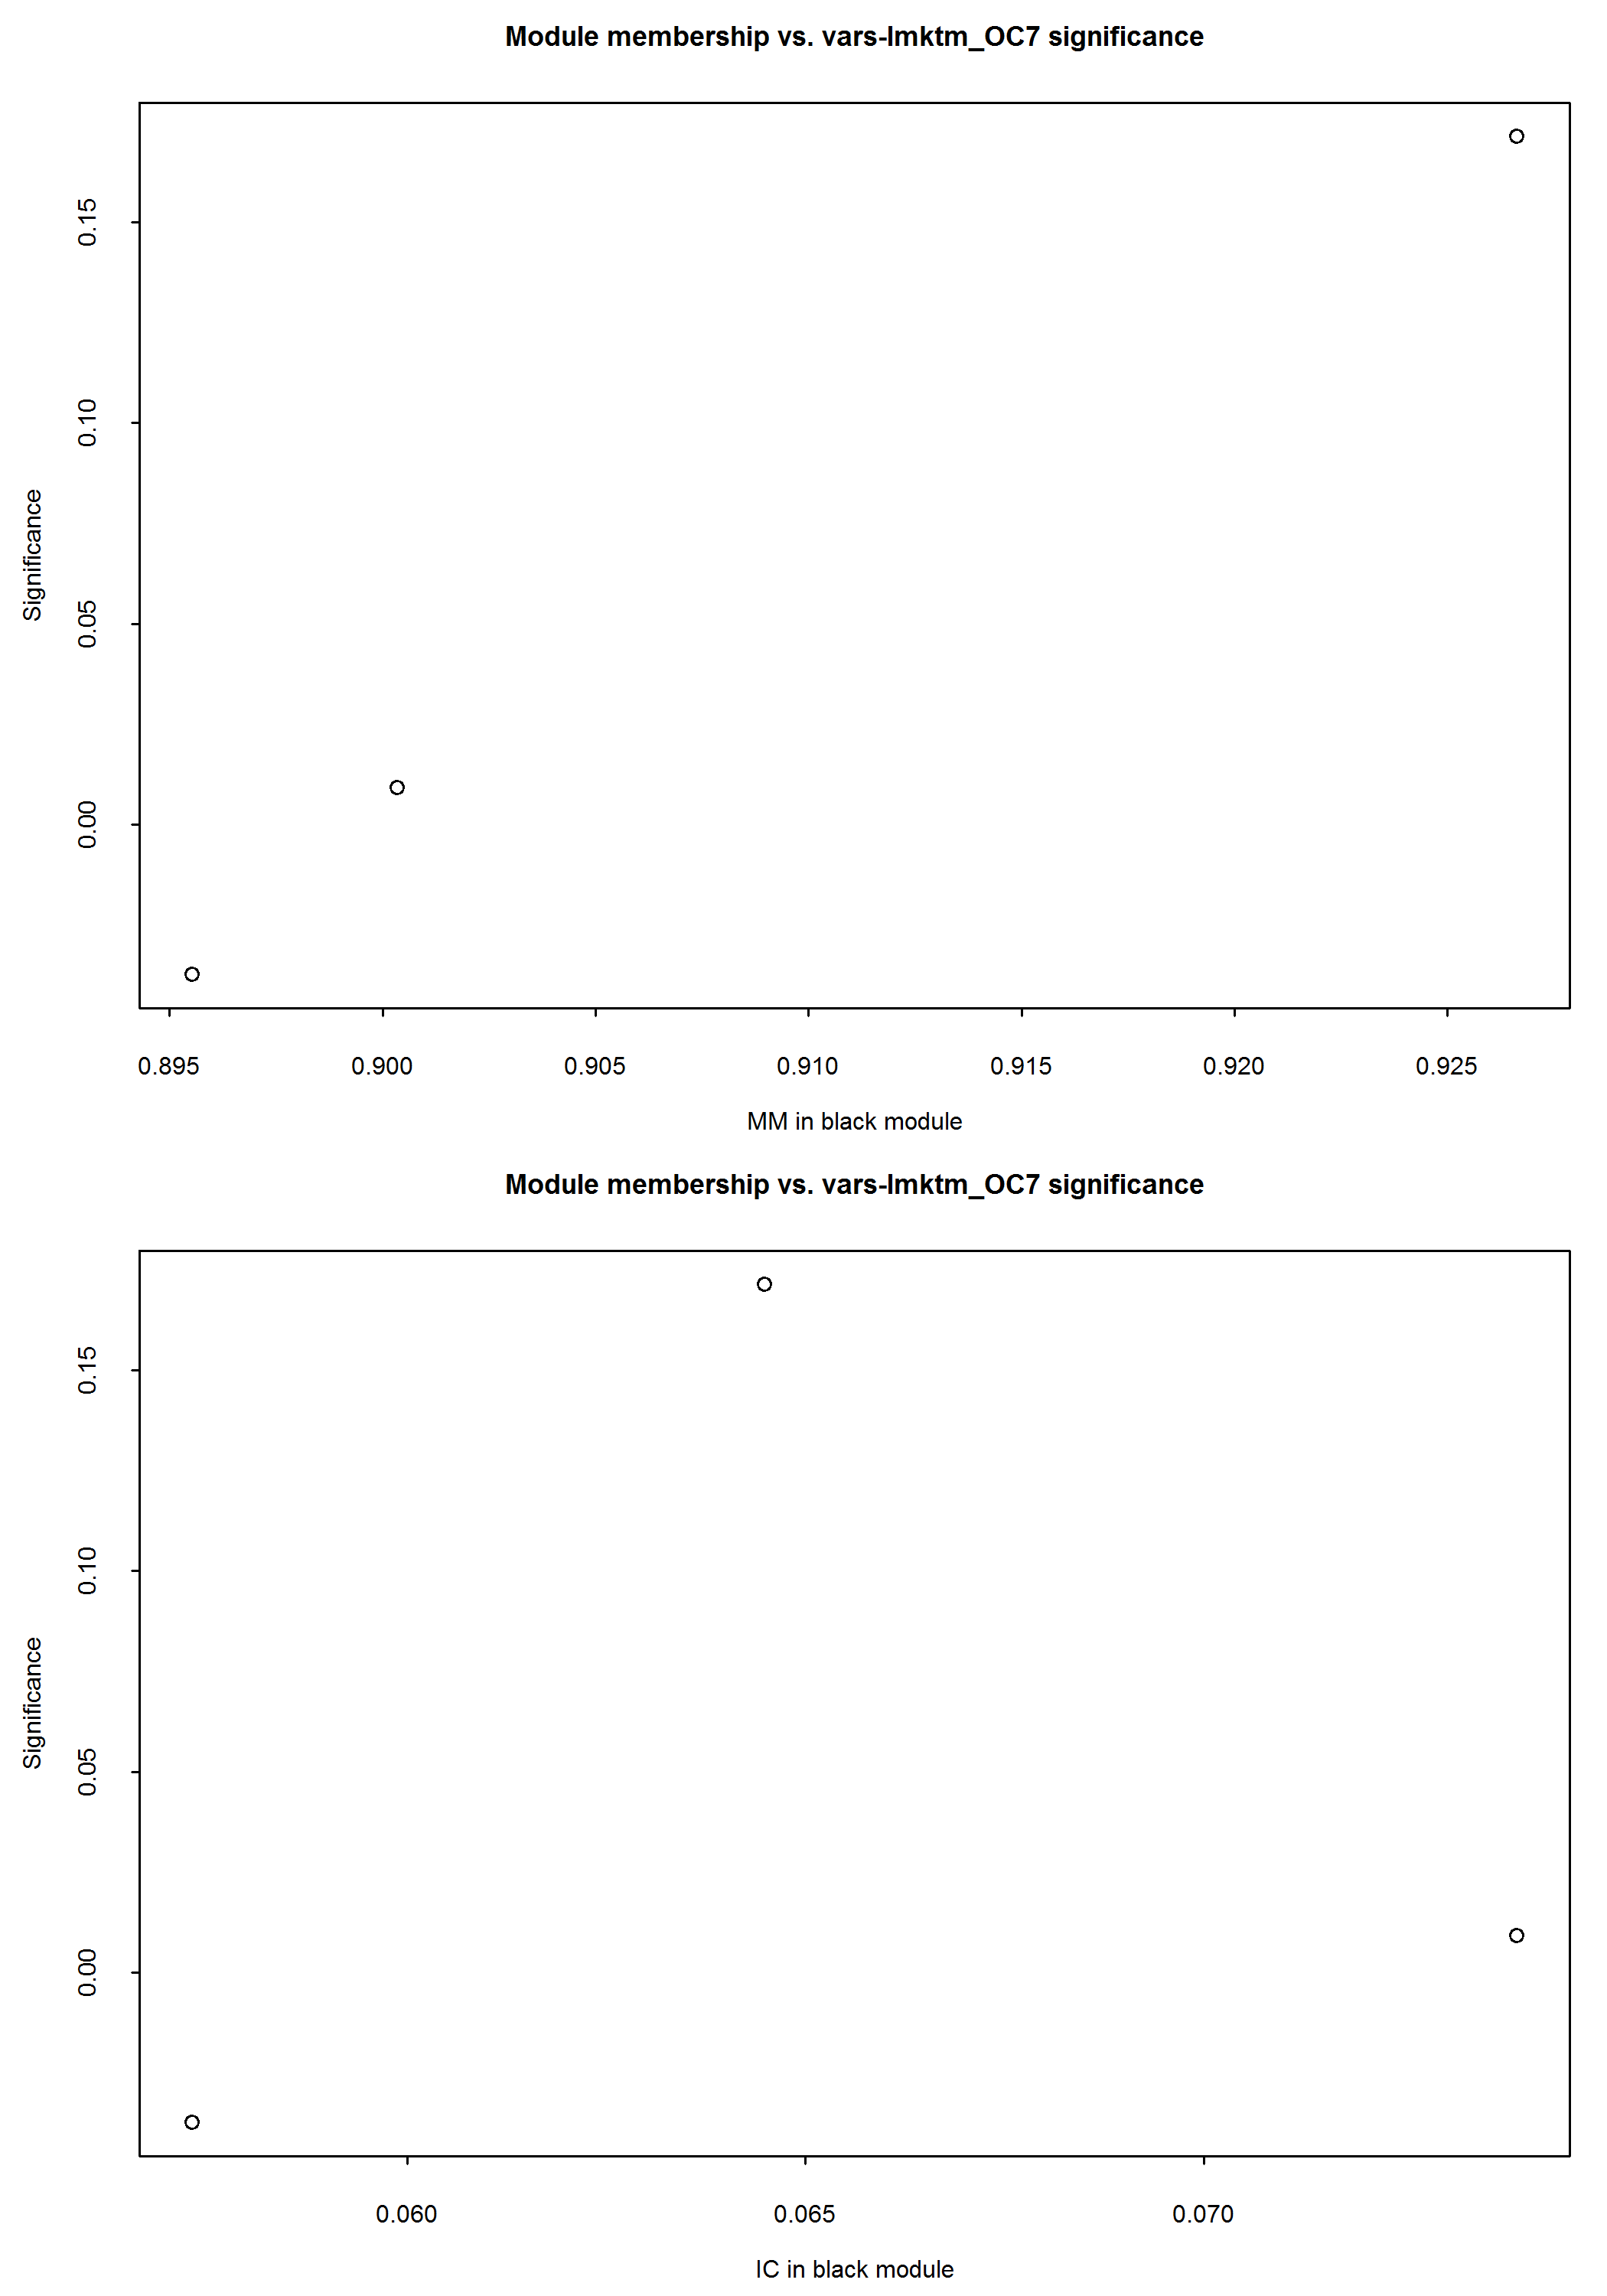 Module membership vs. vars-lmktm_OC7 significance
0.15
0.10
0.05
0.00
Significance
0.895 0.900 0.905 0.910 0.915 0.920 0.925
MM in black module
Module membership vs. vars-lmktm_OC7 significance
0.15
0.10
0.05
0.00
Significance
0.060 0.065 0.070
IC in black module